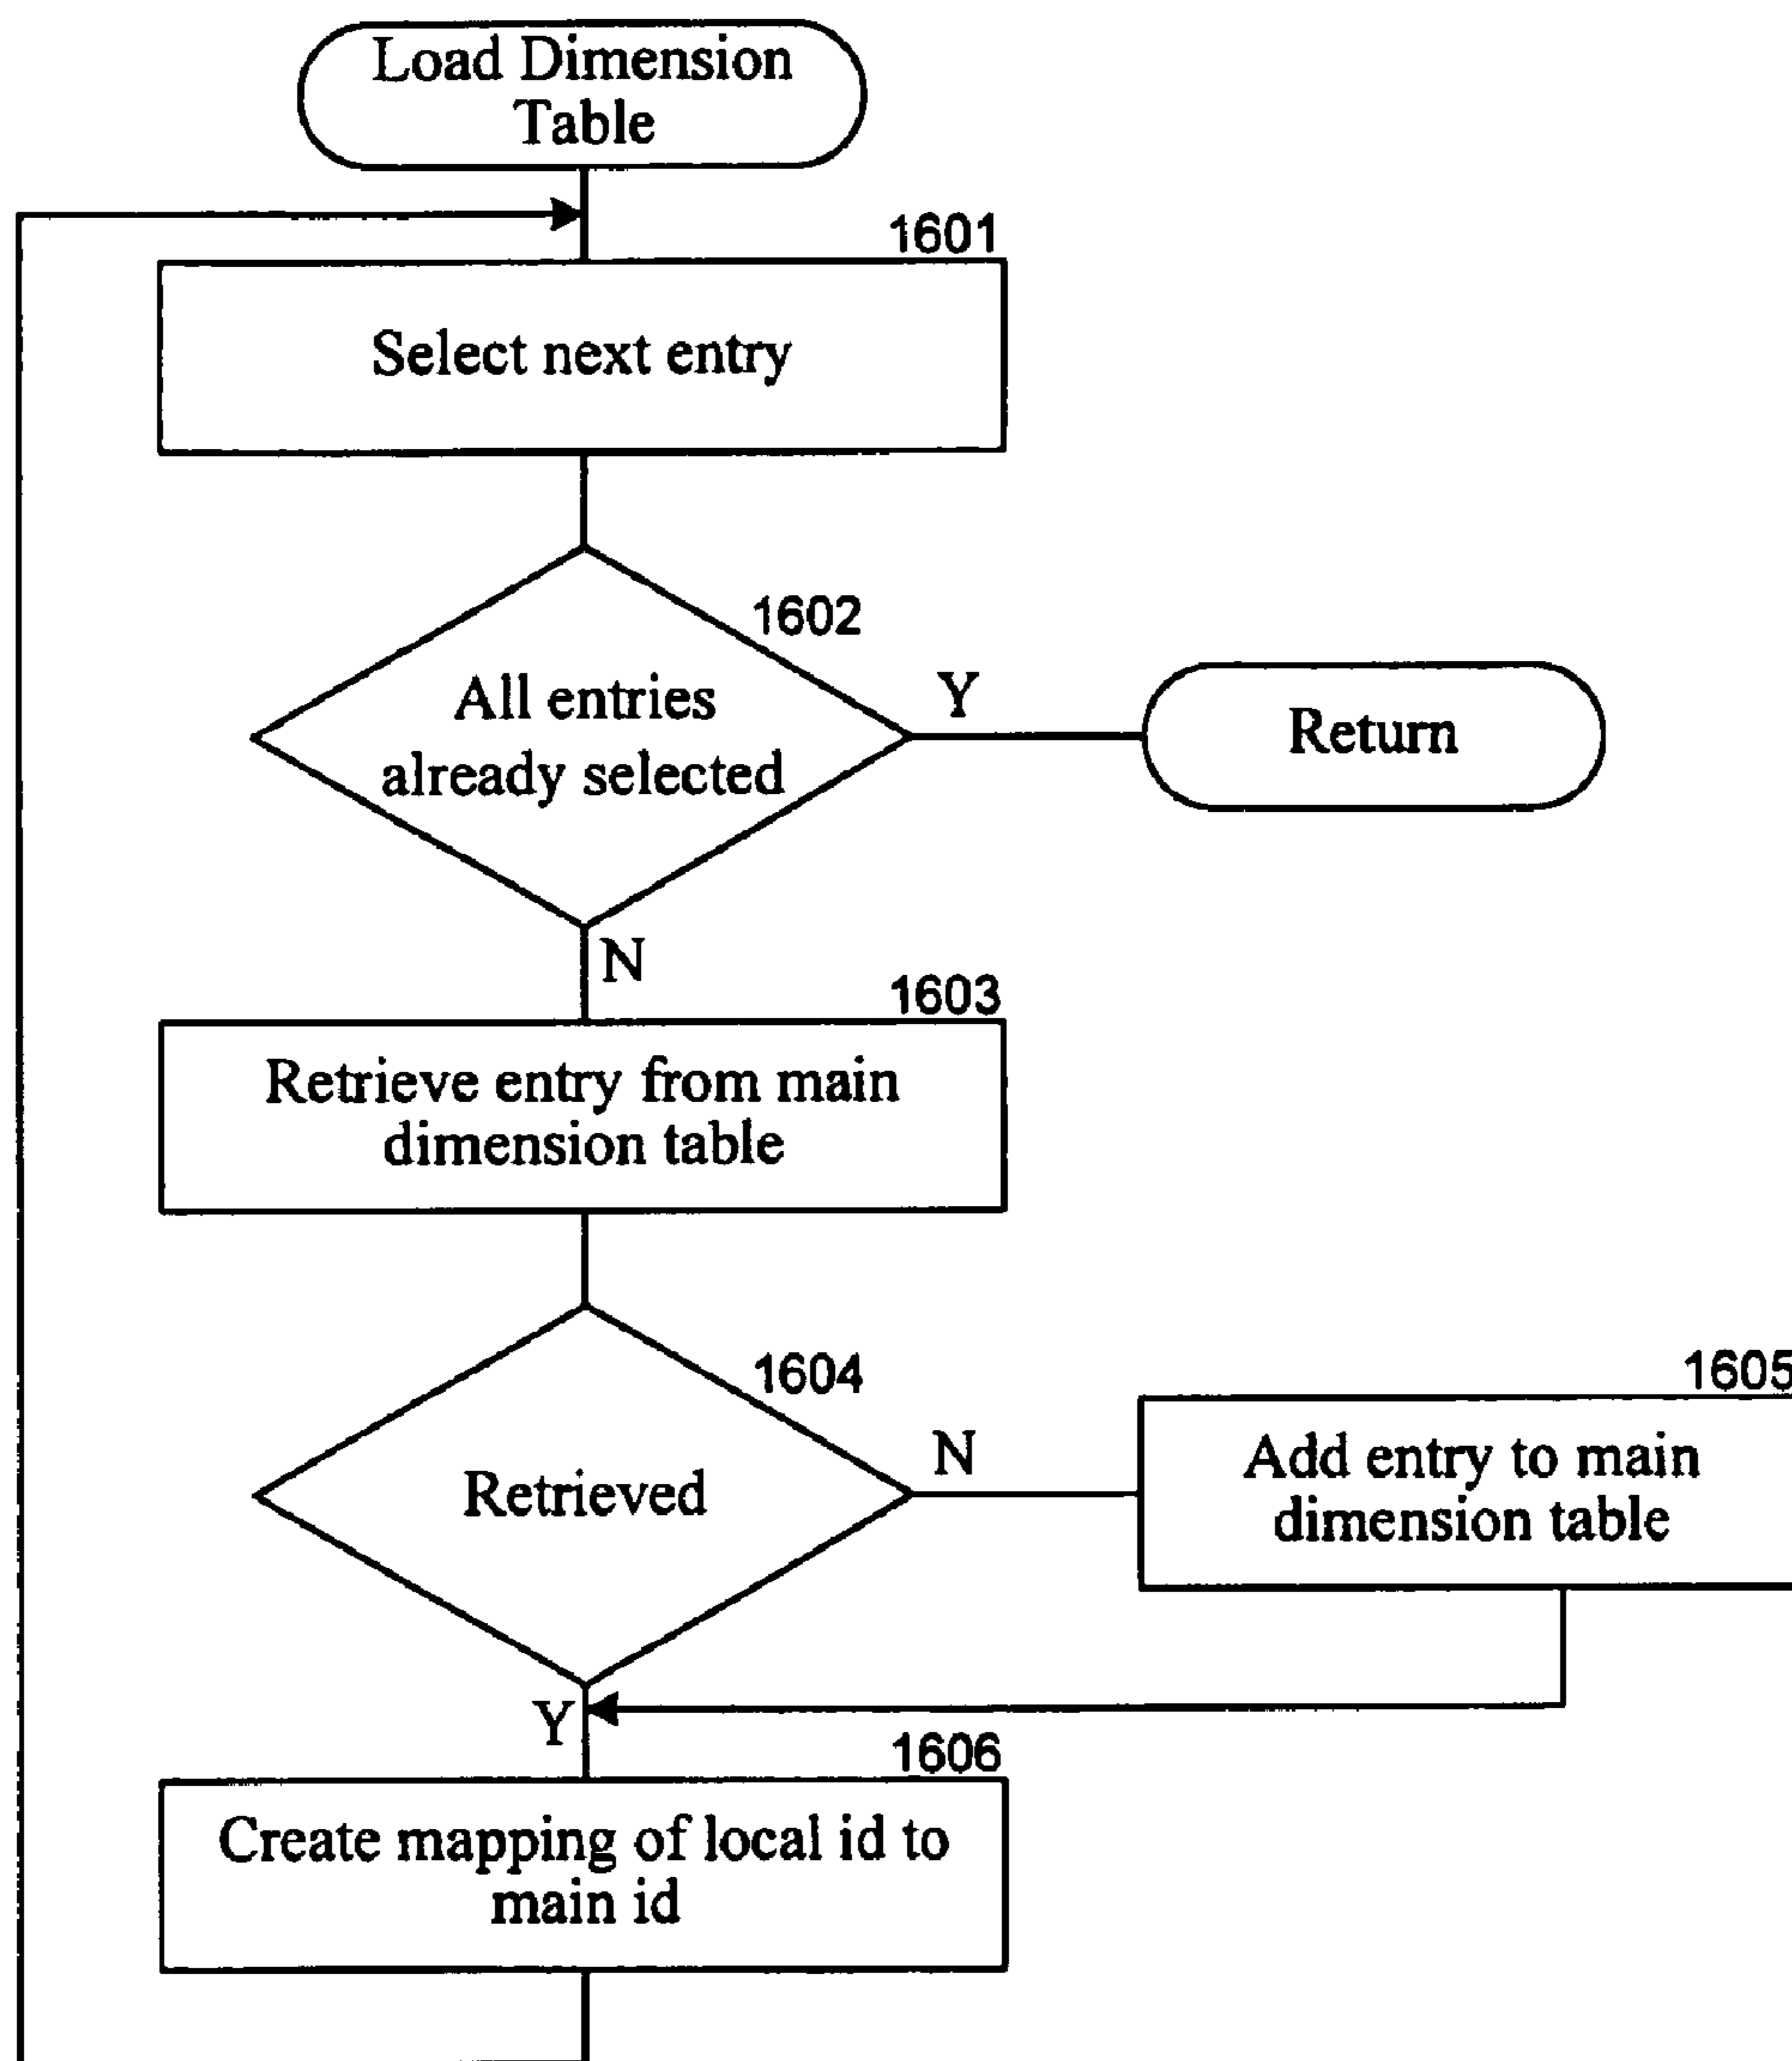 Load Dimension
Table
1601
Select next entry
1602
All entries
already selected
Y
Return
N
1603
Retrieve entry from main
dimension table
1604
Retrieved
N
1605
Add entry to main
dimension table
Y
1606
Create mapping of local id to
main id